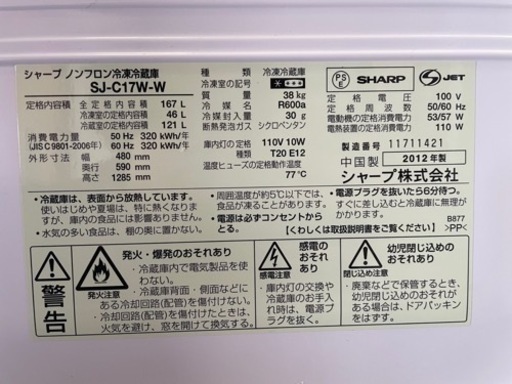 シャープ ノンフロン冷凍冷蔵庫
SJ-C17W-W
定格内容積 全定格内容積 167 L
冷凍室 46 L
冷蔵室 121 L
消費電力量 50 Hz 320 kWh/年
(JIS C 9801-2006年) 60 Hz 320 kWh/年
外形寸法 幅 480 mm
奥行 590 mm
高さ 1285 mm
種類 冷凍冷蔵庫
冷凍室の記号
質量 38 kg
冷媒 R600a
冷媒封入量 30 g
断熱発泡ガス シクロペンタン
庫内灯の定格 110V 10W
T20 E12
温度ヒューズの定格動作温度
77℃
PS
E
SHARP
S JET
定格電圧 100 V
定格周波数 50/60 Hz
電動機の定格消費電力 53/57 W
電熱装置の定格消費電力 110 W
製造番号 11711421
中国製 2012年製
シャープ株式会社
・冷蔵庫は、表面から放熱しています。
使いはじめや夏場は、特に熱くなりますが、庫内の食品には影響ありません。
・水気の多い食品は、棚の奥に置かない。
・周囲温度が約5℃以下では、食品が凍ることがあります。
・電源は必ずコンセントからとる。
・電源プラグを抜いたら6分待つ。
すぐに差し込むと冷蔵庫に無理がかかります。
【くわしくは取扱説明書をご覧ください】
B877
>PP<
警告
発火・爆発のおそれあり
発火注意
・冷蔵庫内で電気製品を使わない。
・冷蔵庫背面・側面などにある冷却回路(配管)を傷付けない。
・冷却回路(配管)を傷付けたときは、火気を避け、窓を開けて換気。
感電のおそれあり
感電注意
・庫内灯の交換や冷蔵庫のお手入れ時は、電源プラグを抜く。
幼児閉じ込めのおそれあり
閉じ込め注意
・廃棄などで保管するとき、幼児閉じ込めのおそれがある場合は、ドアパッキンをはずす。